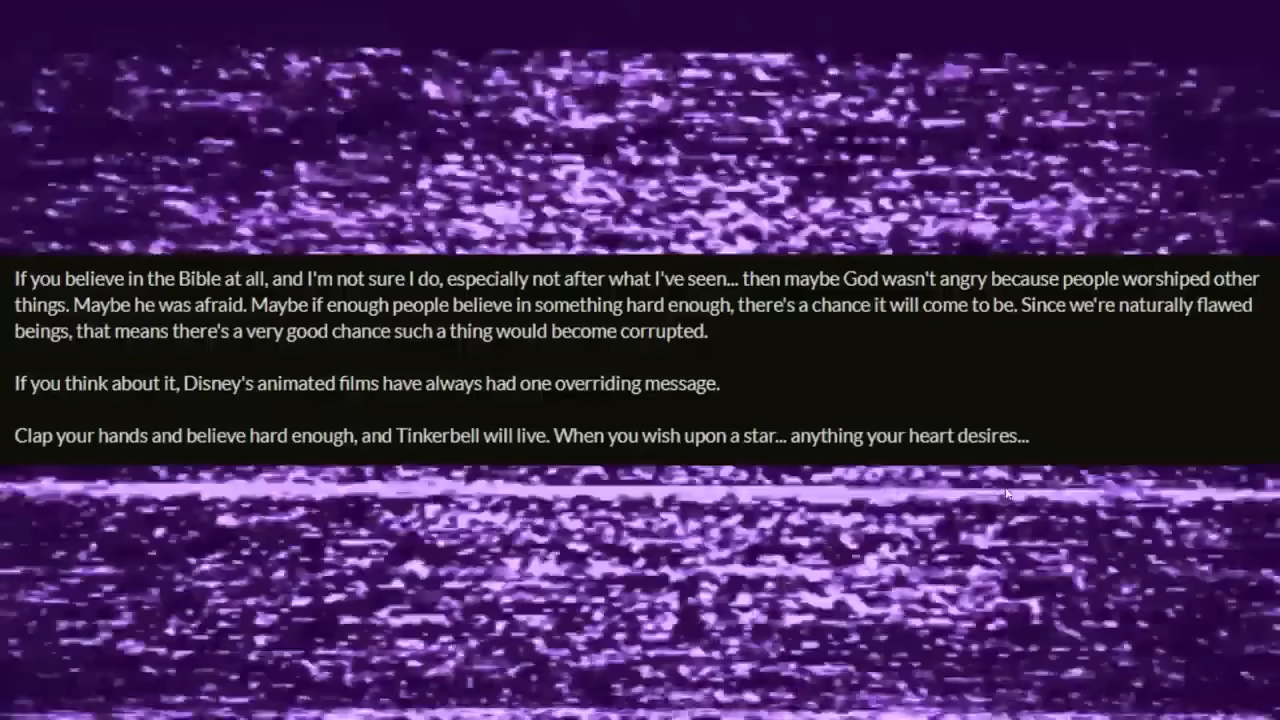 If you believe in the Bible at all, and I'm not sure I do, especially not after what I've seen... then maybe God wasn't angry because people worshiped other
things. Maybe he was afraid. Maybe if enough people believe in something hard enough, there's a chance it will come to be. Since we're naturally flawed
beings, that means there's a very good chance such a thing would become corrupted.
If you think about it, Disney's animated films have always had one overriding message.
Clap your hands and believe hard enough, and Tinkerbell will live. When you wish upon a star... anything your heart desires...